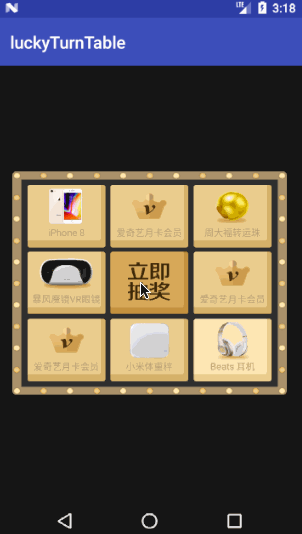 LTE 3:18
luckyTurnTable
iPhone 8
爱奇艺月卡会员
周大福转运珠
暴风魔镜VR眼镜
立即
抽奖
爱奇艺月卡会员
爱奇艺月卡会员
小米体重秤
Beats 耳机